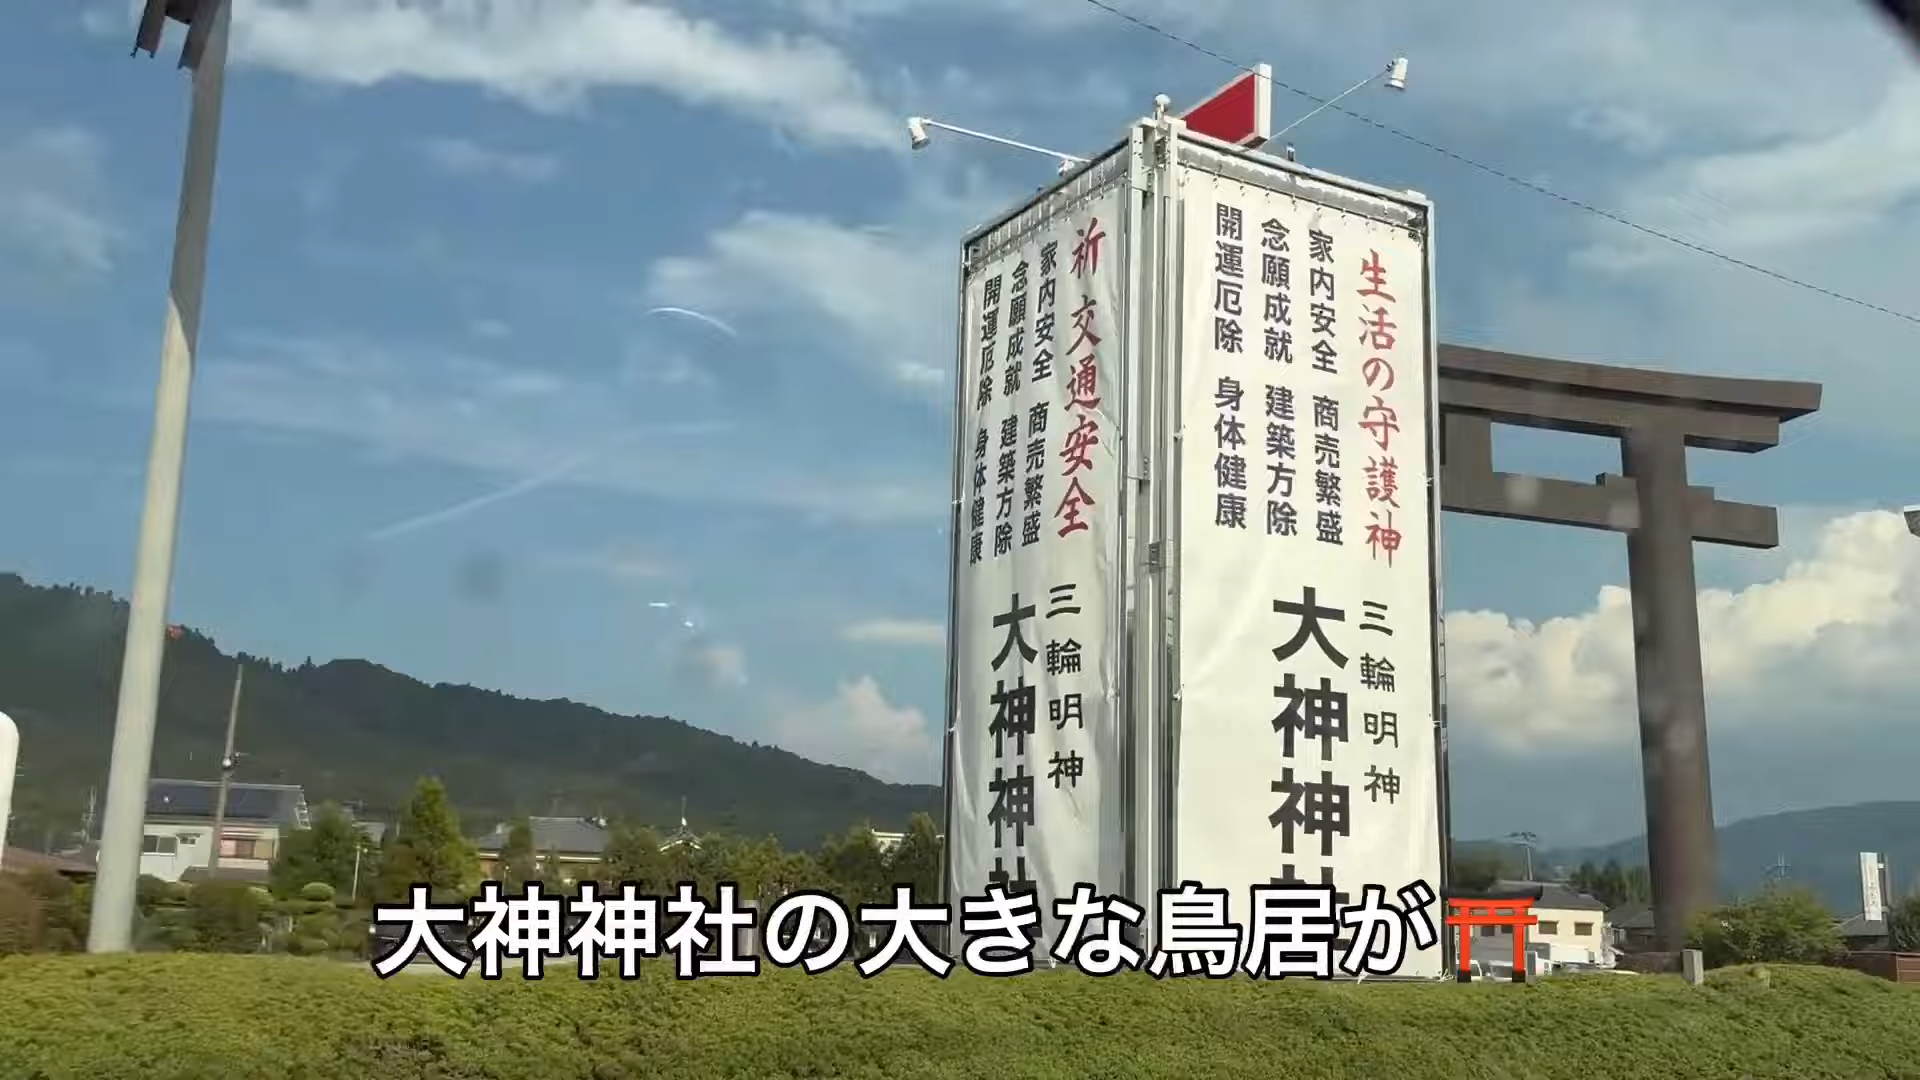 祈 交通安全
家内安全 商売繁盛
念願成就 建築方除
開運厄除 身体健康
三輪明神
大神神社
生活の守護神
家内安全 商売繁盛
念願成就 建築方除
開運厄除 身体健康
三輪明神
大神神社
大神神社の大きな鳥居が⛩️